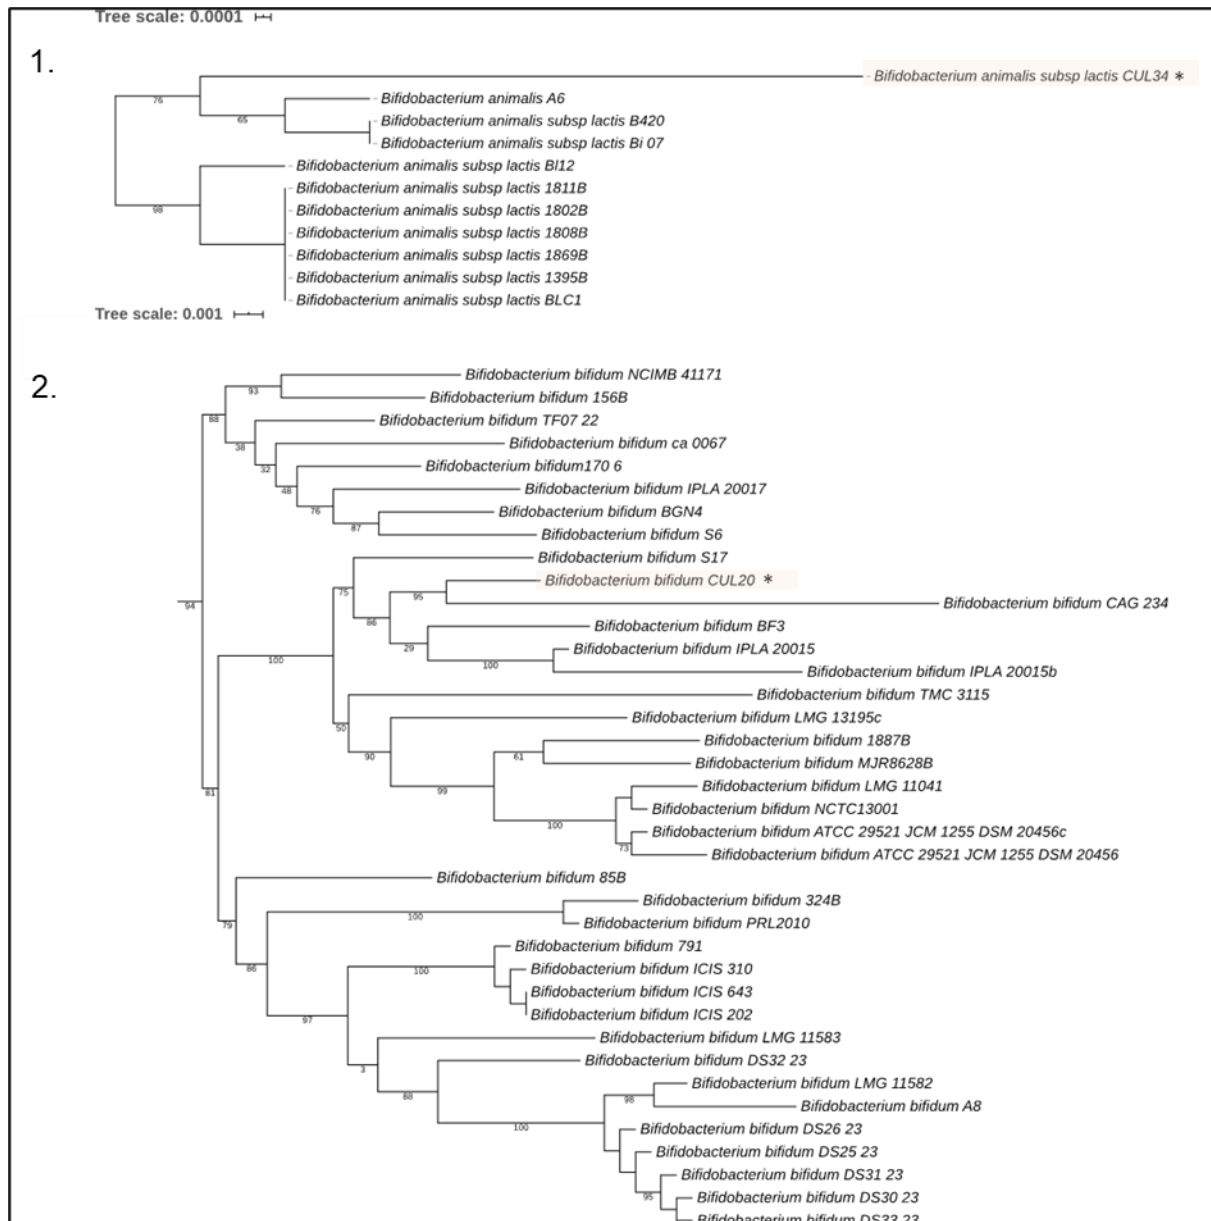 Tree scale: 0.0001
1.
Bifidobacterium animalis subsp lactis CUL34 *
76
Bifidobacterium animalis A6
65
Bifidobacterium animalis subsp lactis B420
Bifidobacterium animalis subsp lactis Bi 07
Bifidobacterium animalis subsp lactis Bl12
Bifidobacterium animalis subsp lactis 1811B
98
Bifidobacterium animalis subsp lactis 1802B
Bifidobacterium animalis subsp lactis 1808B
Bifidobacterium animalis subsp lactis 1869B
Bifidobacterium animalis subsp lactis 1395B
Bifidobacterium animalis subsp lactis BLC1
Tree scale: 0.001
2.
Bifidobacterium bifidum NCIMB 41171
93
Bifidobacterium bifidum 156B
88
Bifidobacterium bifidum TF07 22
38
Bifidobacterium bifidum ca 0067
32
Bifidobacterium bifidum170 6
48
Bifidobacterium bifidum IPLA 20017
76
Bifidobacterium bifidum BGN4
87
Bifidobacterium bifidum S6
Bifidobacterium bifidum S17
75
Bifidobacterium bifidum CUL20 *
95
94
Bifidobacterium bifidum CAG 234
86
Bifidobacterium bifidum BF3
29
Bifidobacterium bifidum IPLA 20015
100
100
Bifidobacterium bifidum IPLA 20015b
Bifidobacterium bifidum TMC 3115
50
Bifidobacterium bifidum LMG 13195c
Bifidobacterium bifidum 1887B
90
61
Bifidobacterium bifidum MJR8628B
Bifidobacterium bifidum LMG 11041
81
99
Bifidobacterium bifidum NCTC13001
100
Bifidobacterium bifidum ATCC 29521 JCM 1255 DSM 20456c
73
Bifidobacterium bifidum ATCC 29521 JCM 1255 DSM 20456
Bifidobacterium bifidum 85B
Bifidobacterium bifidum 324B
100
79
Bifidobacterium bifidum PRL2010
Bifidobacterium bifidum 791
86
100
Bifidobacterium bifidum ICIS 310
Bifidobacterium bifidum ICIS 643
Bifidobacterium bifidum ICIS 202
97
Bifidobacterium bifidum LMG 11583
Bifidobacterium bifidum DS32 23
3
Bifidobacterium bifidum LMG 11582
88
98
Bifidobacterium bifidum A8
100
Bifidobacterium bifidum DS26 23
Bifidobacterium bifidum DS25 23
Bifidobacterium bifidum DS31 23
95
Bifidobacterium bifidum DS30 23
Bifidobacterium bifidum DS33 23